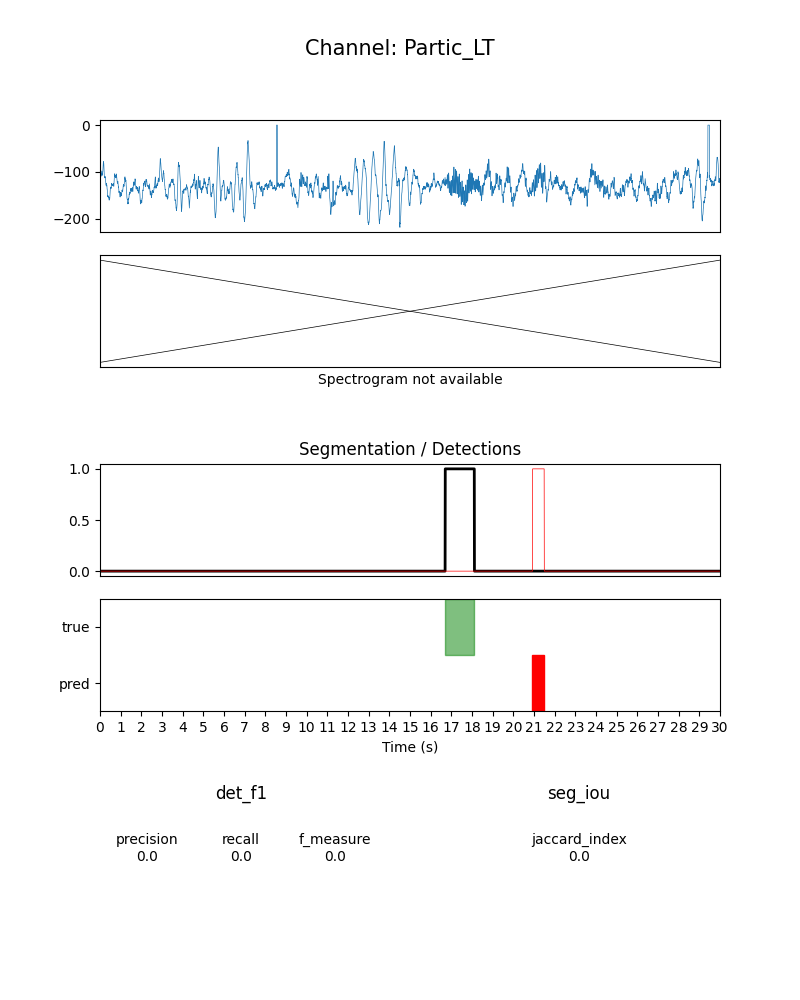 Channel: Partic_LT
0
−100
−200
Spectrogram not available
Segmentation / Detections
1.0
0.5
0.0
true
pred
0 1 2 3 4 5 6 7 8 9 10 11 12 13 14 15 16 17 18 19 20 21 22 23 24 25 26 27 28 29 30
Time (s)
det_f1 seg_iou
precision recall f_measure jaccard_index
0.0 0.0 0.0 0.0